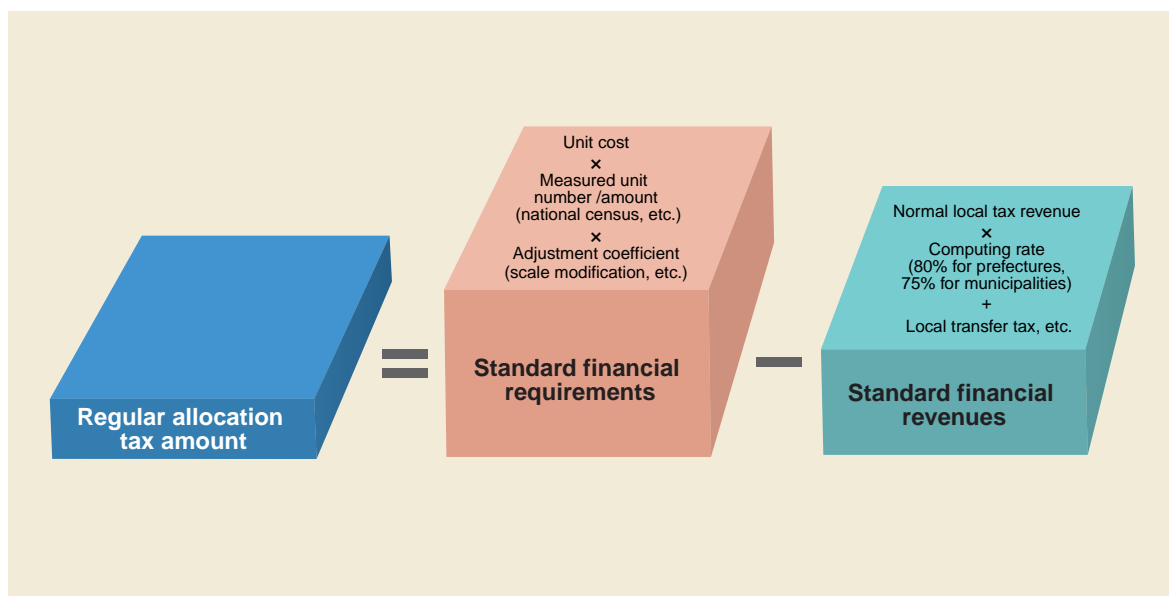 Regular allocation
tax amount
=
Unit cost
×
Measured unit
number /amount
(national census, etc.)
×
Adjustment coefficient
(scale modification, etc.)
Standard financial
requirements
−
Normal local tax revenue
×
Computing rate
(80% for prefectures,
75% for municipalities)
+
Local transfer tax, etc.
Standard financial
revenues